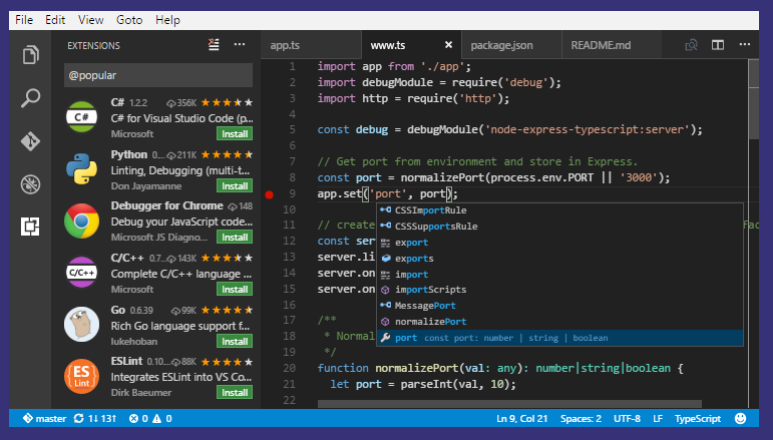 File Edit View Goto Help
EXTENSIONS
@popular
C# 1.2.2 356K
C# for Visual Studio Code (p...
Microsoft Install
Python 0.... 211K
Linting, Debugging (multi-t...
Don Jayamanne Install
Debugger for Chrome 148
Debug your JavaScript code...
Microsoft JS Diagno... Install
C/C++ 0.7... 143K
Complete C/C++ language ...
Microsoft Install
Go 0.6.39 99K
Rich Go language support f...
lukehoban Install
ESLint 0.10... 88K
Integrates ESLint into VS Co...
Dirk Baeumer Install
C#
C/C++
ES
Lint
app.ts www.ts package.json README.md
1 import app from './app';
2 import debugModule = require('debug');
3 import http = require('http');
4
5 const debug = debugModule('node-express-typescript:server');
6
7 // Get port from environment and store in Express.
8 const port = normalizePort(process.env.PORT || '3000');
9 app.set('port', port);
10
11 // create
12 const ser
13 server.li
14 server.on
15 server.on
16
17 /**
18 * Normal
19 */
20 function normalizePort(val: any): number|string|boolean {
21 let port = parseInt(val, 10);
22
CSSImportRule
CSSSupportsRule
export
exports
import
importScripts
MessagePort
normalizePort
port const port: number | string | boolean
master 1↓ 13↑ 0 0 Ln 9, Col 21 Spaces: 2 UTF-8 LF TypeScript